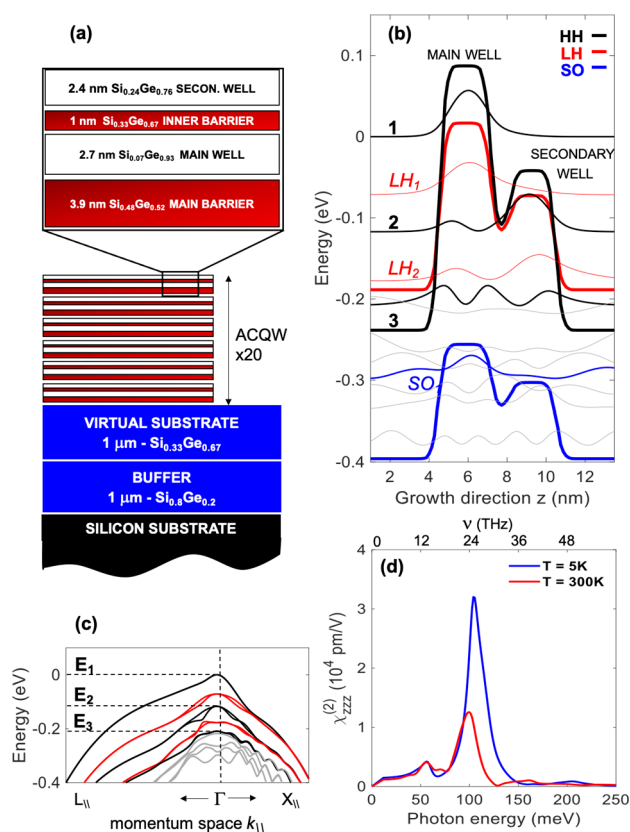 (a)
2.4 nm Si0.24Ge0.76 SECON. WELL
1 nm Si0.33Ge0.67 INNER BARRIER
2.7 nm Si0.07Ge0.93 MAIN WELL
3.9 nm Si0.48Ge0.52 MAIN BARRIER
ACQW
x20
VIRTUAL SUBSTRATE
1 μm - Si0.33Ge0.67
BUFFER
1 μm - Si0.8Ge0.2
SILICON SUBSTRATE
(b)
HH
LH
SO
MAIN WELL
SECONDARY
WELL
1
LH1
2
LH2
3
SO1
0.1
0
-0.1
-0.2
-0.3
-0.4
Energy (eV)
2 4 6 8 10 12
Growth direction z (nm)
(c)
E1
E2
E3
0
-0.2
-0.4
Energy (eV)
L\\ Γ X\\
momentum space k\\
ν (THz)
0 12 24 36 48
(d)
T = 5K
T = 300K
4
3
2
1
0
χ(2)zzz (10^4 pm/V)
0 50 100 150 200 250
Photon energy (meV)